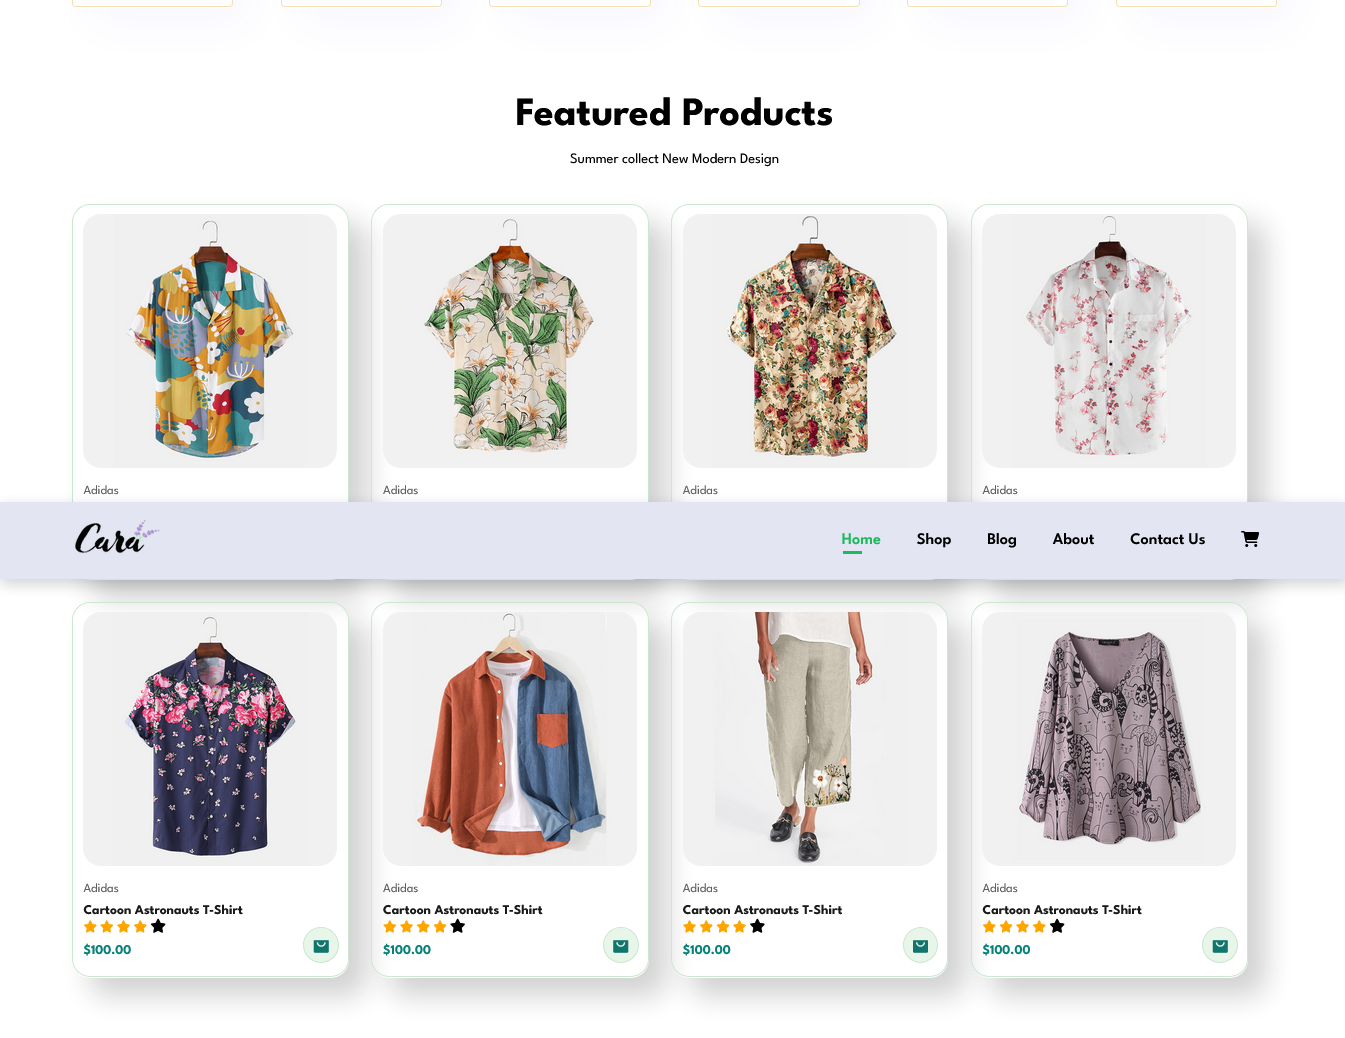 Featured Products
Summer collect New Modern Design
Adidas Adidas Adidas Adidas
Cara Home Shop Blog About Contact Us
Adidas Adidas Adidas Adidas
Cartoon Astronauts T-Shirt Cartoon Astronauts T-Shirt Cartoon Astronauts T-Shirt Cartoon Astronauts T-Shirt
$100.00 $100.00 $100.00 $100.00